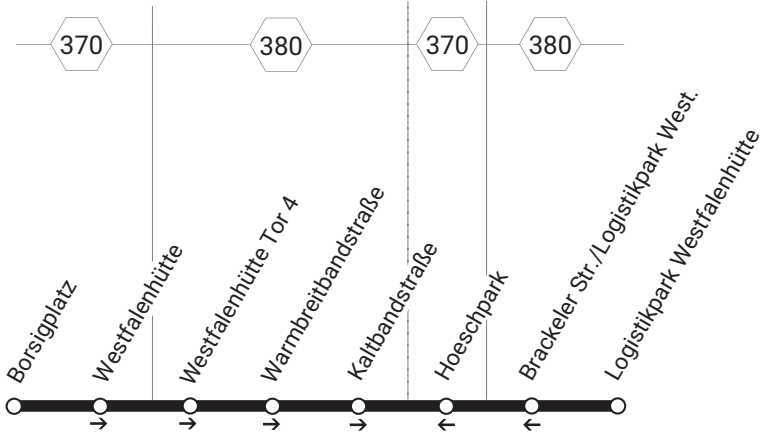 370
380
370
380
Borsigplatz
Westfalenhütte
Westfalenhütte Tor 4
Warmbreitbandstraße
Kaltbandstraße
Hoeschpark
Brackeler Str./Logistikpark West.
Logistikpark Westfalenhütte